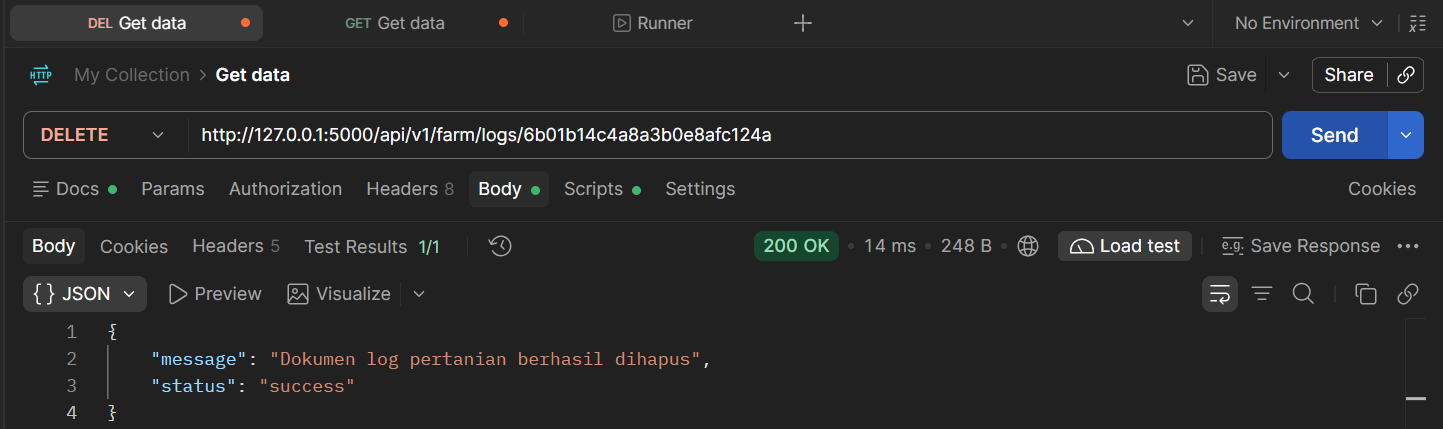 DEL Get data
GET Get data
Runner
No Environment
HTTP My Collection > Get data
Save
Share
DELETE http://127.0.0.1:5000/api/v1/farm/logs/6b01b14c4a8a3b0e8afc124a
Send
Docs Params Authorization Headers 8 Body Scripts Settings Cookies
Body Cookies Headers 5 Test Results 1/1 200 OK • 14 ms • 248 B • Load test e.g. Save Response
{} JSON Preview Visualize
1 {
2 "message": "Dokumen log pertanian berhasil dihapus",
3 "status": "success"
4 }